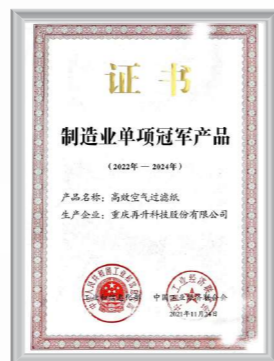 证书
制造业单项冠军产品
(2022年—2024年)
产品名称：高效空气过滤纸
生产企业：重庆再升科技股份有限公司
2021年11月24日